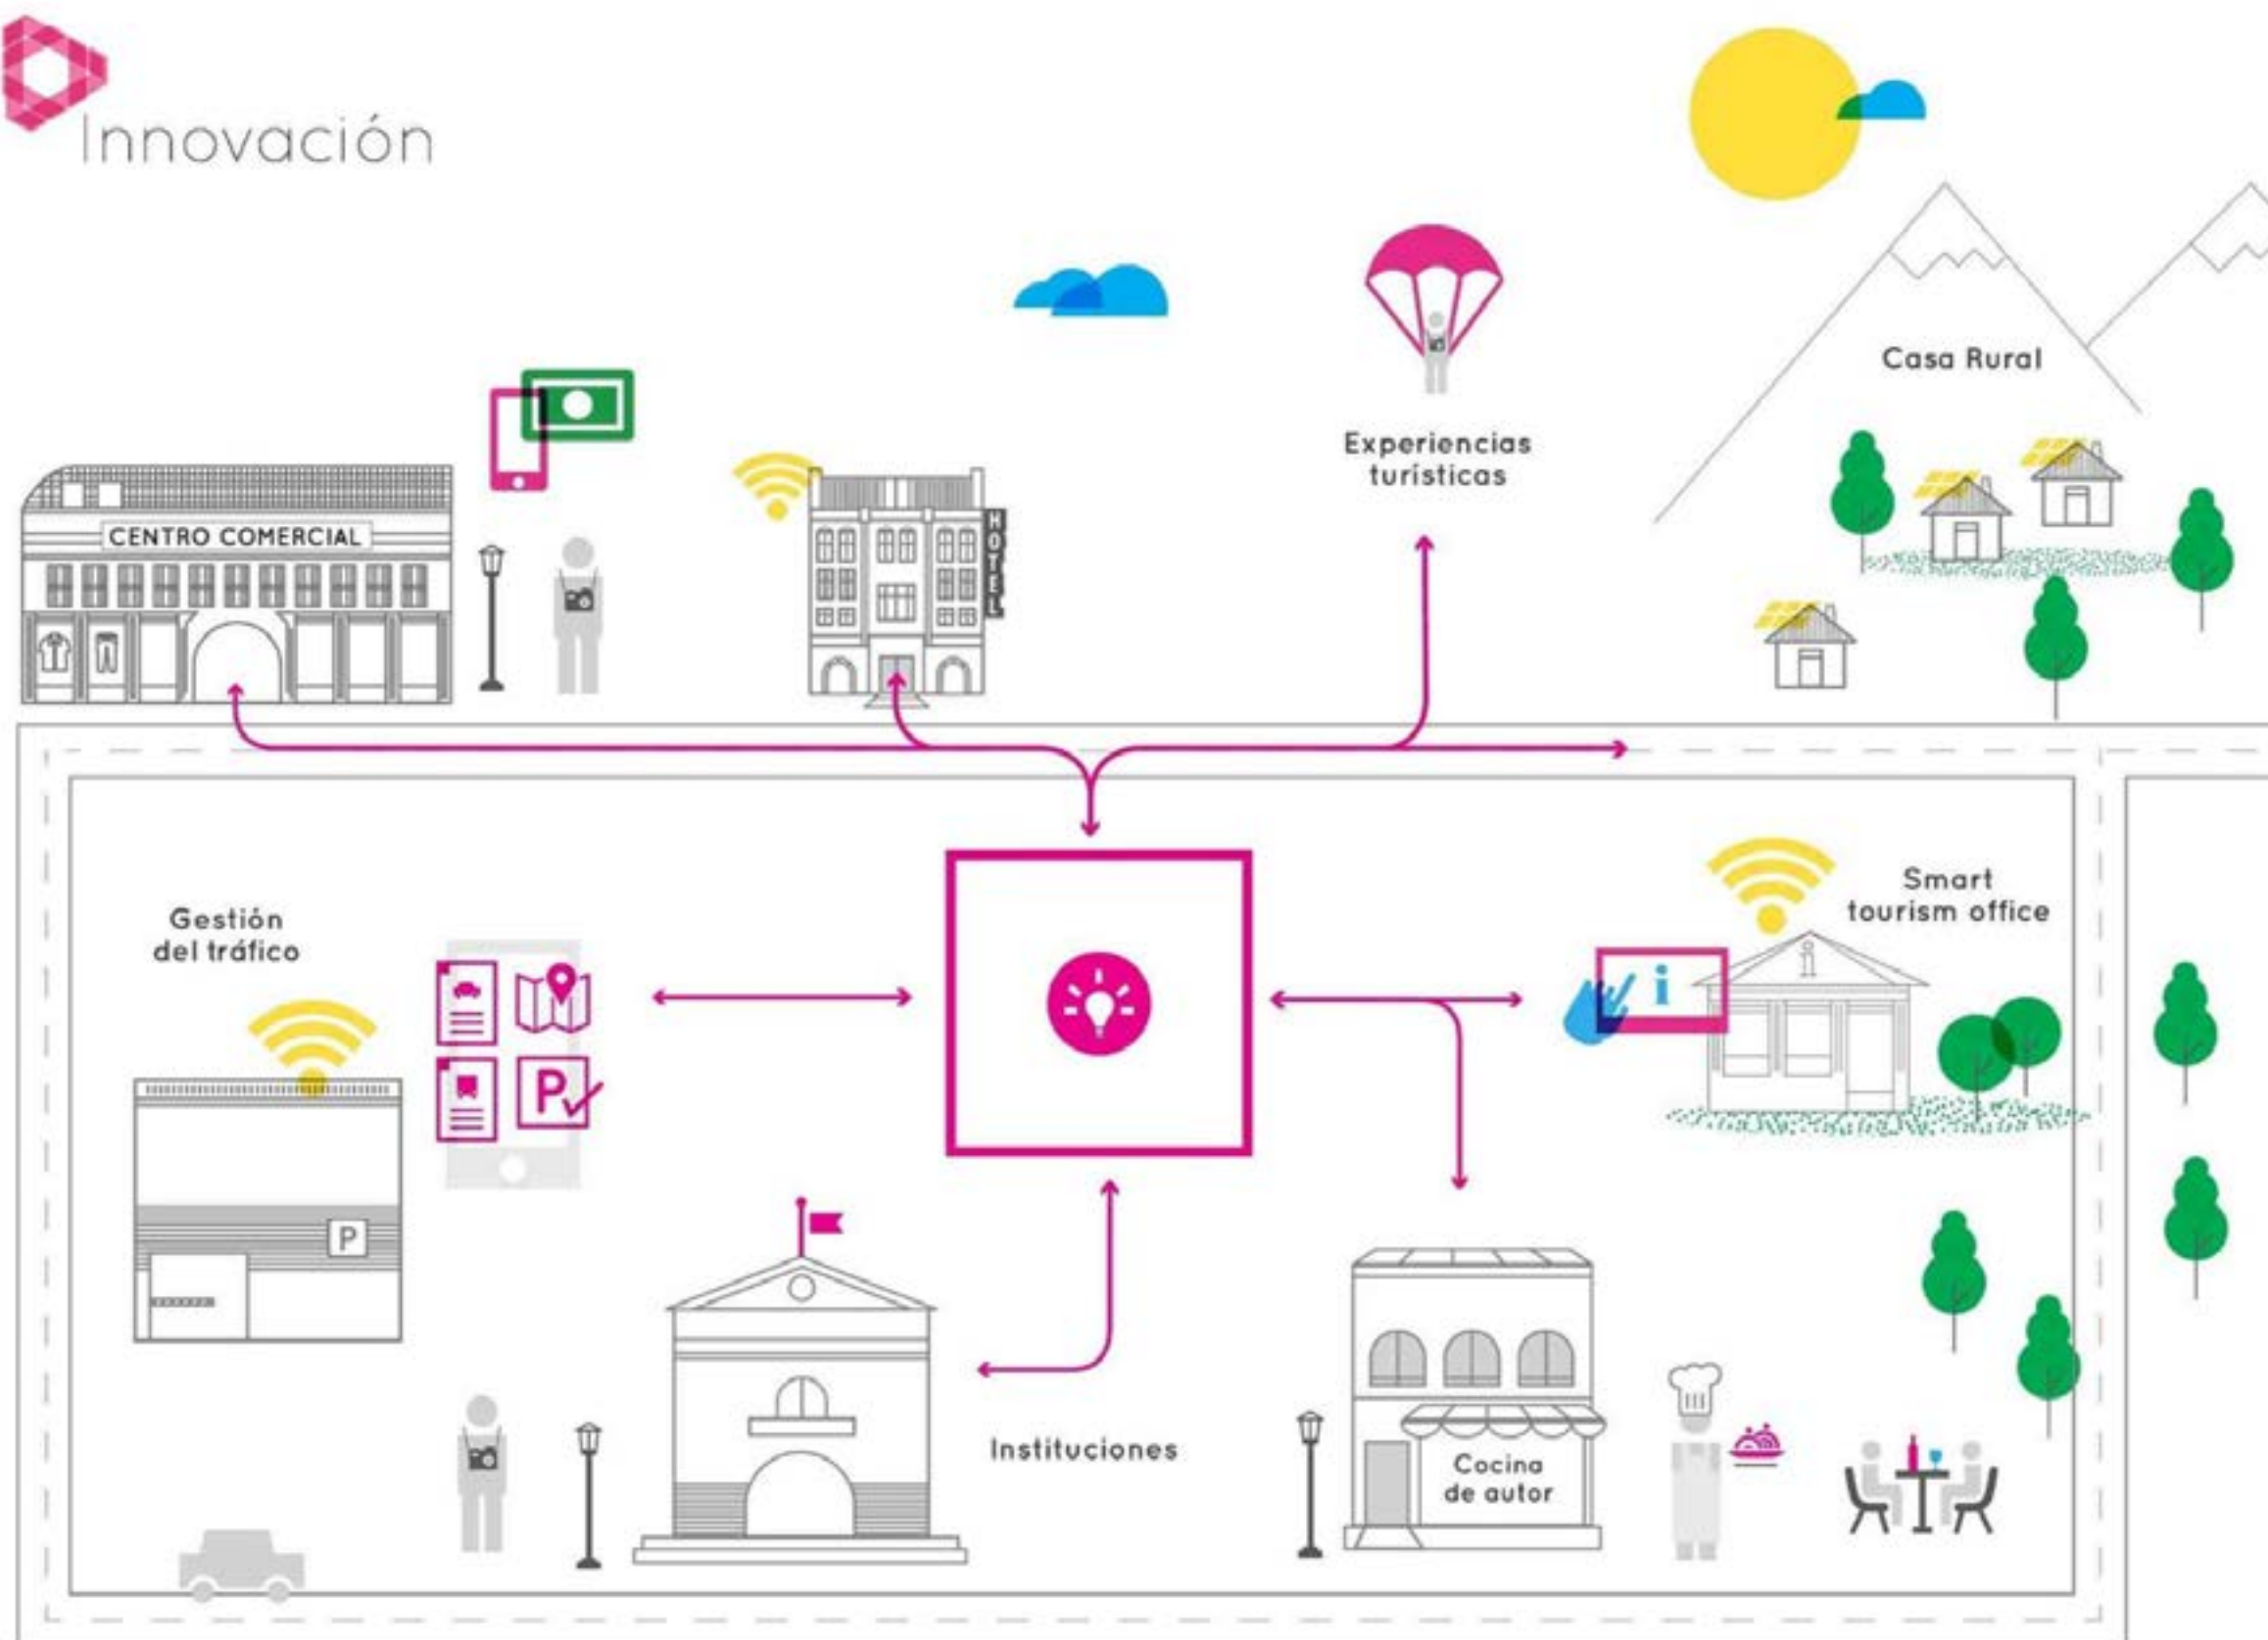 Innovación
Casa Rural
Experiencias
turísticas
CENTRO COMERCIAL
HOTEL
Smart
tourism office
Gestión
del tráfico
i
i
P
P
Instituciones
Cocina
de autor